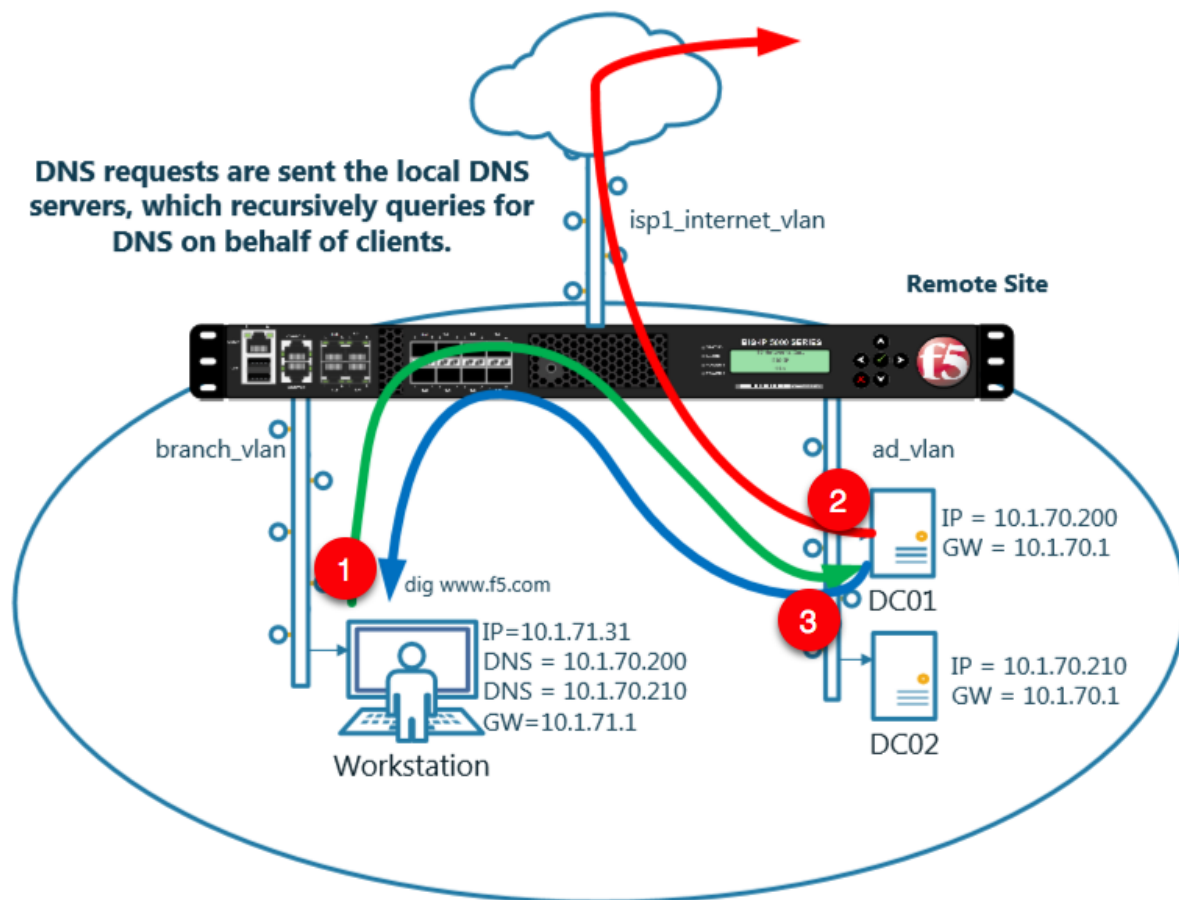 DNS requests are sent the local DNS
servers, which recursively queries for
DNS on behalf of clients.
isp1_internet_vlan
Remote Site
BIG-IP 5000 SERIES
f5
branch_vlan
ad_vlan
2
IP = 10.1.70.200
GW = 10.1.70.1
1
dig www.f5.com
DC01
3
IP=10.1.71.31
DNS = 10.1.70.200
DNS = 10.1.70.210
GW=10.1.71.1
IP = 10.1.70.210
GW = 10.1.70.1
DC02
Workstation